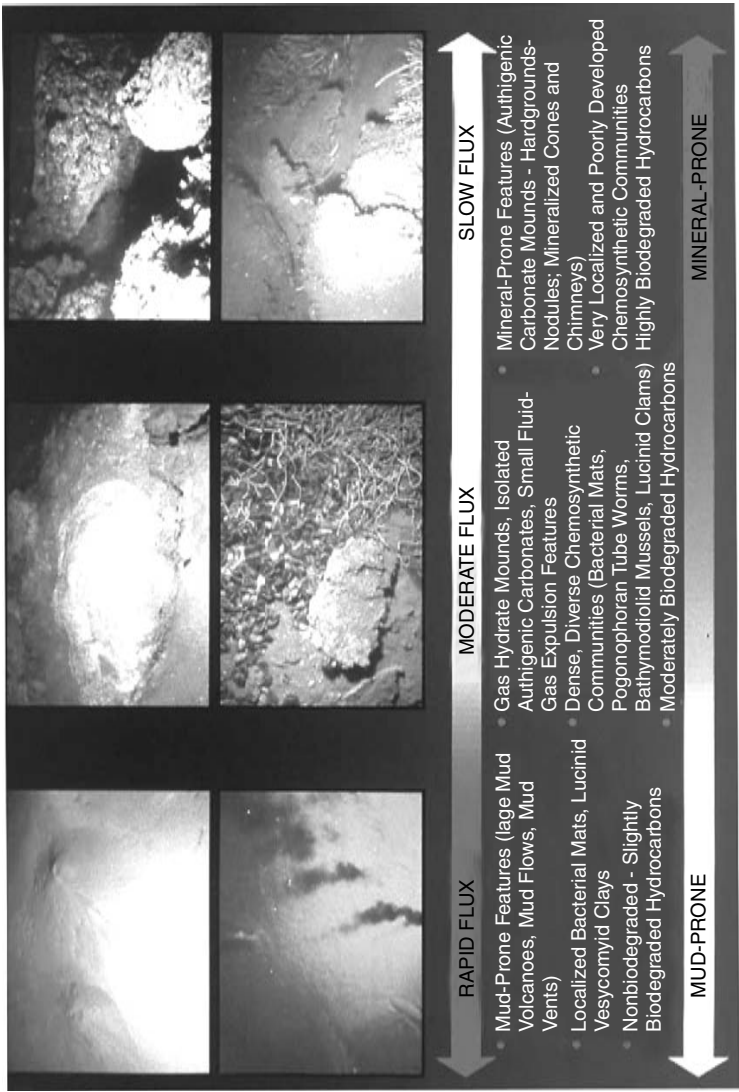 RAPID FLUX
MODERATE FLUX
SLOW FLUX
• Mud-Prone Features (lage Mud
Volcanoes, Mud Flows, Mud
Vents)
• Localized Bacterial Mats, Lucinid
Vesycomyid Clays
• Nonbiodegraded - Slightly
Biodegraded Hydrocarbons
• Gas Hydrate Mounds, Isolated
Authigenic Carbonates, Small Fluid-
Gas Expulsion Features
• Dense, Diverse Chemosynthetic
Communities (Bacterial Mats,
Pogonophoran Tube Worms,
Bathymodiolid Mussels, Lucinid Clams)
• Moderately Biodegraded Hydrocarbons
• Mineral-Prone Features (Authigenic
Carbonate Mounds - Hardgrounds-
Nodules; Mineralized Cones and
Chimneys)
• Very Localized and Poorly Developed
Chemosynthetic Communities
Highly Biodegraded Hydrocarbons
MUD-PRONE
MINERAL-PRONE